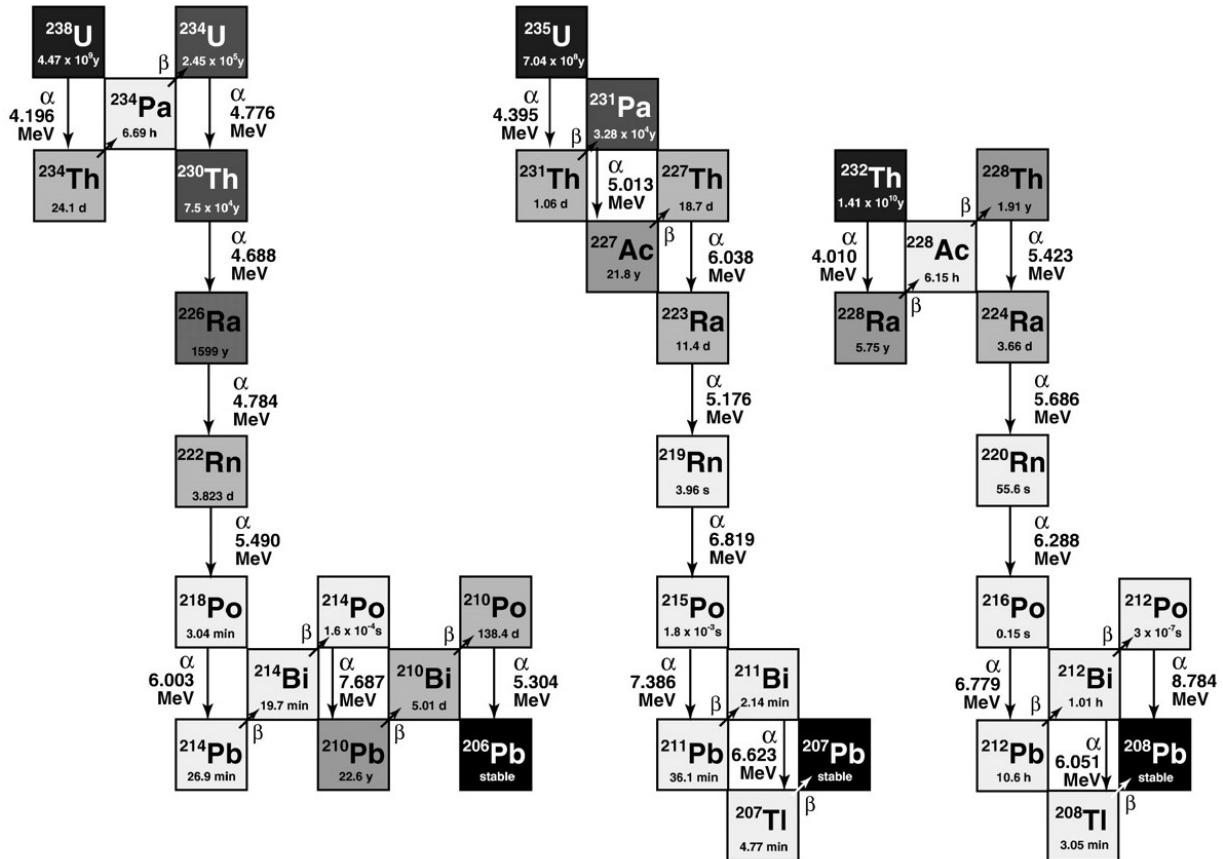 ²³⁸U
4.47 x 10⁹y
²³⁴U
2.45 x 10⁵y
β
α
4.196
MeV
²³⁴Pa
6.69 h
α
4.776
MeV
²³⁴Th
24.1 d
²³⁰Th
7.5 x 10⁴y
α
4.688
MeV
²²⁶Ra
1599 y
α
4.784
MeV
²²²Rn
3.823 d
α
5.490
MeV
²¹⁸Po
3.04 min
²¹⁴Po
1.6 x 10⁻⁴s
²¹⁰Po
138.4 d
β
β
α
6.003
MeV
²¹⁴Bi
19.7 min
α
7.687
MeV
²¹⁰Bi
5.01 d
α
5.304
MeV
²¹⁴Pb
26.9 min
β
²¹⁰Pb
22.6 y
β
²⁰⁶Pb
stable
²³⁵U
7.04 x 10⁸y
α
4.395
MeV
²³¹Pa
3.28 x 10⁴y
β
²³¹Th
1.06 d
α
5.013
MeV
²²⁷Th
18.7 d
²²⁷Ac
21.8 y
β
α
6.038
MeV
²²³Ra
11.4 d
α
5.176
MeV
²¹⁹Rn
3.96 s
α
6.819
MeV
²¹⁵Po
1.8 x 10⁻³s
α
7.386
MeV
²¹¹Bi
2.14 min
β
²¹¹Pb
36.1 min
α
6.623
MeV
²⁰⁷Pb
stable
²⁰⁷Tl
4.77 min
β
²³²Th
1.41 x 10¹⁰y
²²⁸Th
1.91 y
β
α
4.010
MeV
²²⁸Ac
6.15 h
α
5.423
MeV
²²⁸Ra
5.75 y
β
²²⁴Ra
3.66 d
α
5.686
MeV
²²⁰Rn
55.6 s
α
6.288
MeV
²¹⁶Po
0.15 s
²¹²Po
3 x 10⁻⁷s
β
α
6.779
MeV
²¹²Bi
1.01 h
α
8.784
MeV
²¹²Pb
10.6 h
β
α
6.051
MeV
²⁰⁸Pb
stable
²⁰⁸Tl
3.05 min
β